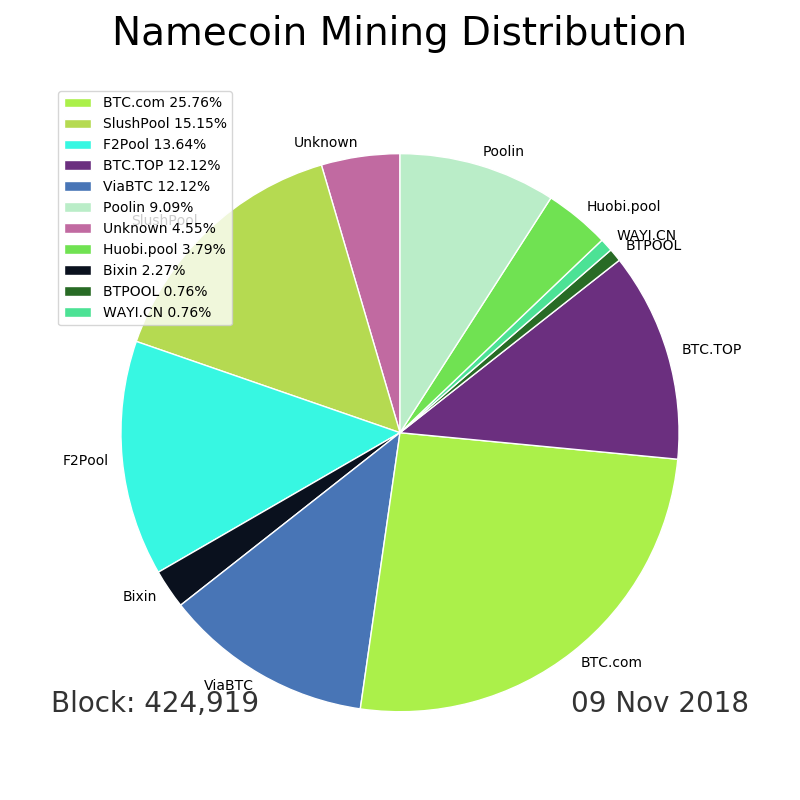 Namecoin Mining Distribution
BTC.com 25.76%
SlushPool 15.15%
F2Pool 13.64%
BTC.TOP 12.12%
ViaBTC 12.12%
Poolin 9.09%
Unknown 4.55%
Huobi.pool 3.79%
Bixin 2.27%
BTPOOL 0.76%
WAYI.CN 0.76%
Unknown
Poolin
Huobi.pool
SlushPool
WAYI.CN
BTPOOL
BTC.TOP
F2Pool
Bixin
BTC.com
ViaBTC
Block: 424,919
09 Nov 2018